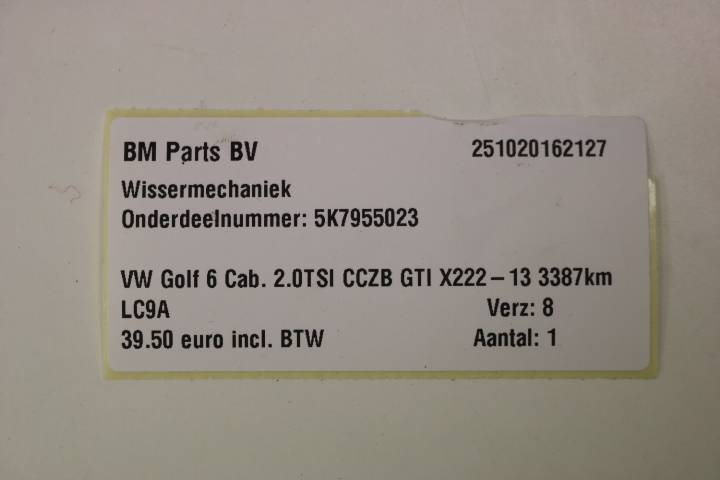 BM Parts BV 251020162127
Wissermechaniek
Onderdeelnummer: 5K7955023
VW Golf 6 Cab. 2.0TSI CCZB GTI X222 – 13 3387km
LC9A Verz: 8
39.50 euro incl. BTW Aantal: 1